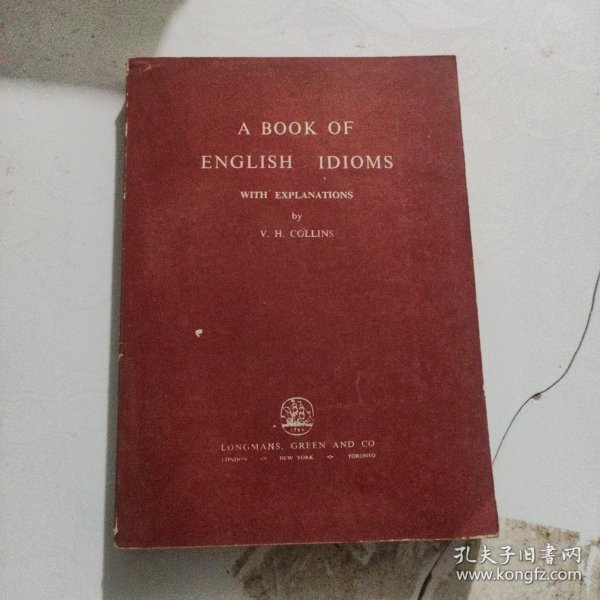 A BOOK OF
ENGLISH IDIOMS
WITH EXPLANATIONS
by
V. H. COLLINS
1724
LONGMANS, GREEN AND CO
LONDON NEW YORK TORONTO
孔夫子旧书网
www.kongfz.com